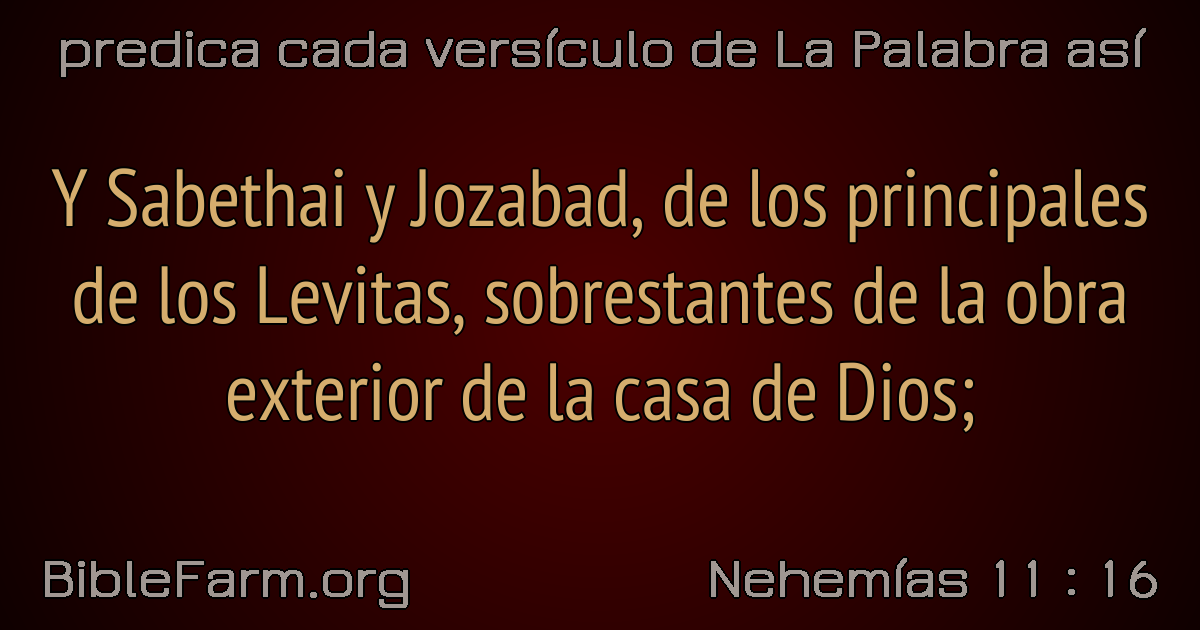 predica cada versículo de La Palabra así
Y Sabethai y Jozabad, de los principales
de los Levitas, sobrestantes de la obra
exterior de la casa de Dios;
BibleFarm.org
Nehemías 11 : 16